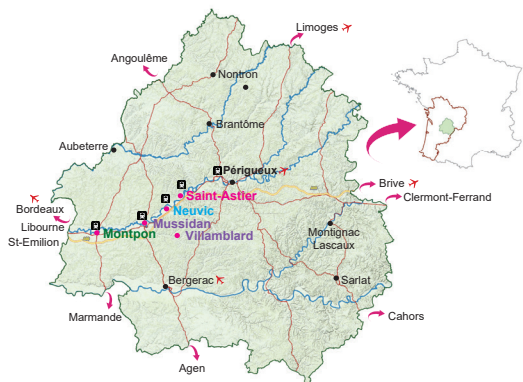 Limoges
Angoulême
Nontron
Brantôme
Aubeterre
Périgueux
Saint-Astier
Brive
Clermont-Ferrand
Bordeaux
Neuvic
Libourne
St-Emilion
Mussidan
Montpon
Villamblard
Montignac
Lascaux
Bergerac
Sarlat
Marmande
Cahors
Agen